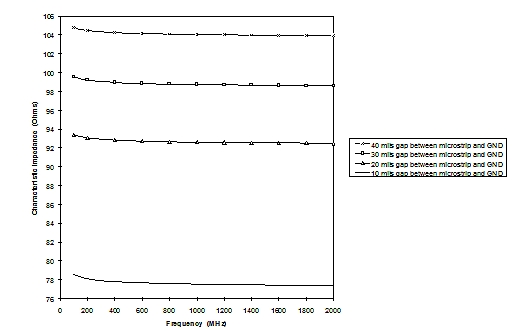 106
104
102
100
98
96
94
92
90
88
86
84
82
80
78
76
0 200 400 600 800 1000 1200 1400 1600 1800 2000
Characteristic Impedance (Ohms)
Frequency (MHz)
40 mils gap between microstrip and GND
30 mils gap between microstrip and GND
20 mils gap between microstrip and GND
10 mils gap between microstrip and GND